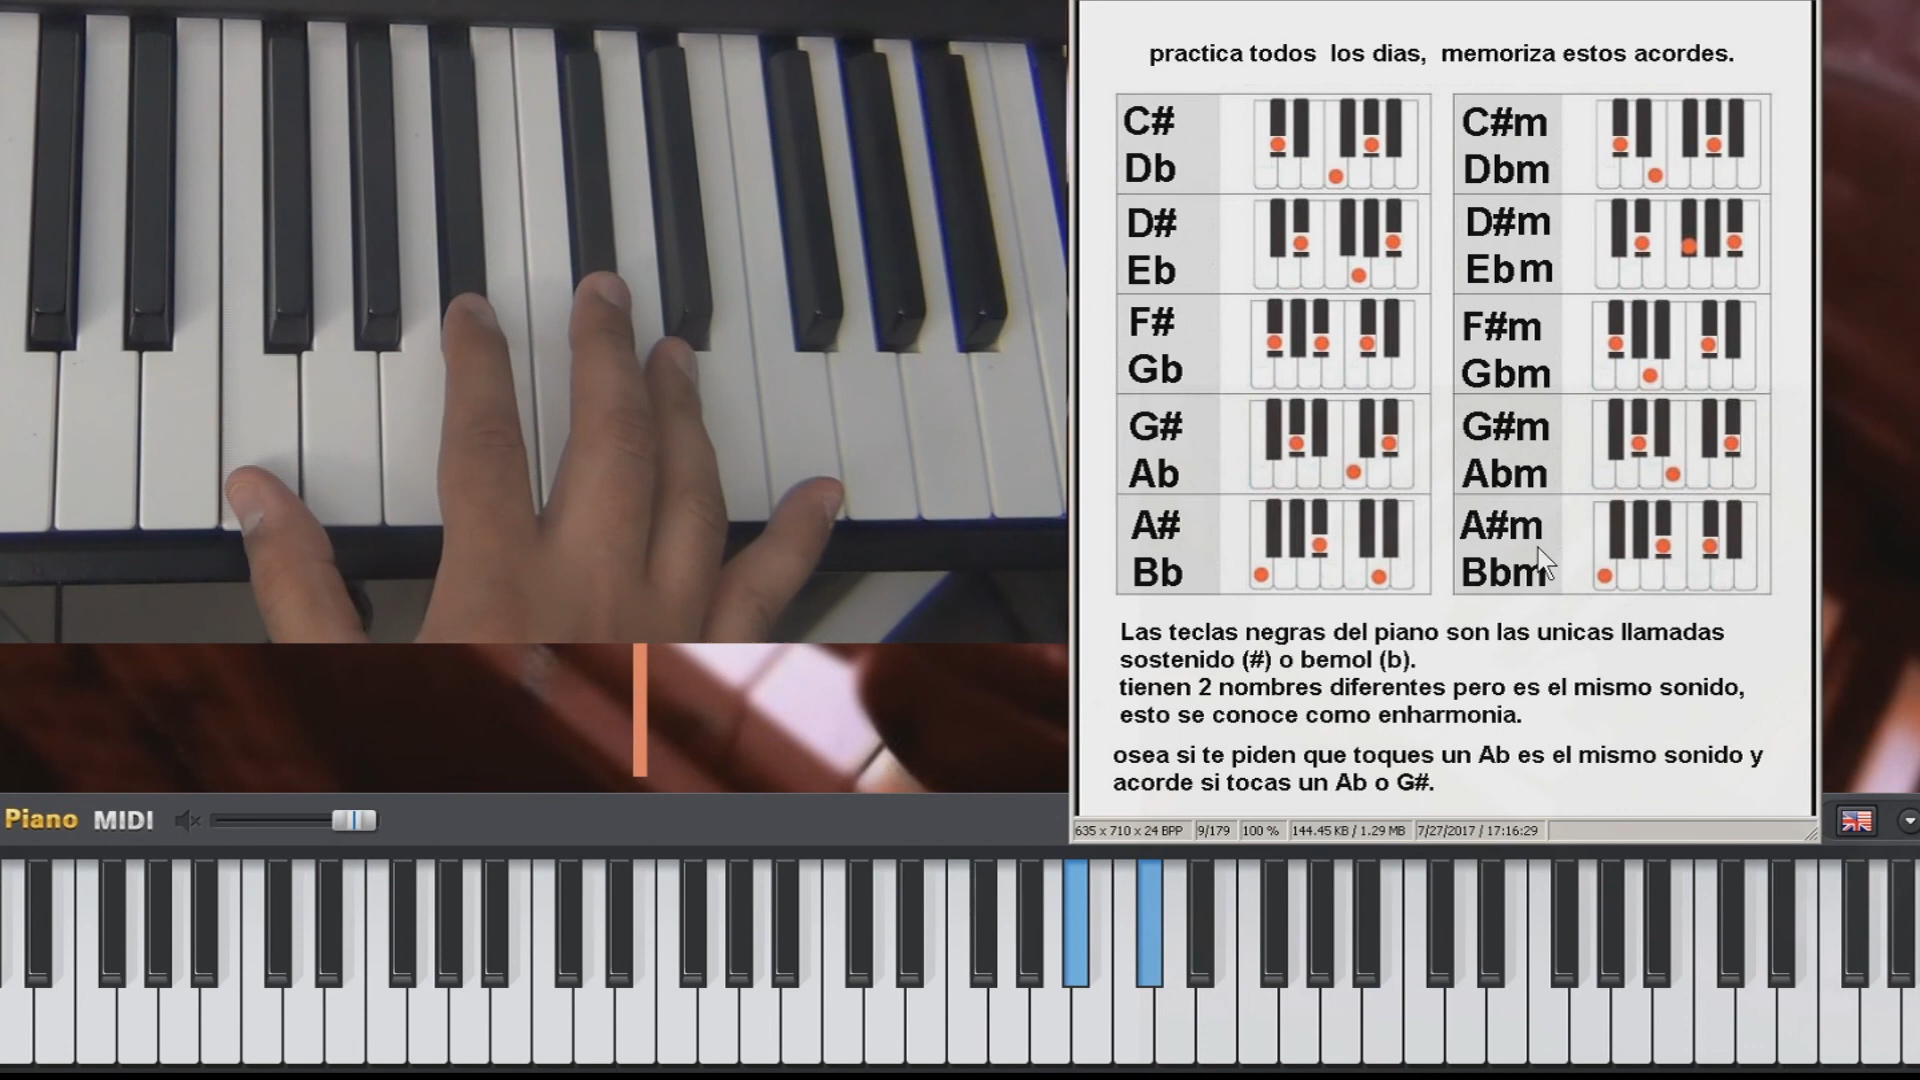 practica todos los dias, memoriza estos acordes.
C#
Db
C#m
Dbm
D#
Eb
D#m
Ebm
F#
Gb
F#m
Gbm
G#
Ab
G#m
Abm
A#
Bb
A#m
Bbm
Las teclas negras del piano son las unicas llamadas
sostenido (#) o bemol (b).
tienen 2 nombres diferentes pero es el mismo sonido,
esto se conoce como enharmonia.
osea si te piden que toques un Ab es el mismo sonido y
acorde si tocas un Ab o G#.
Piano MIDI
635 x 710 x 24 BPP 9/179 100 % 144.45 KB / 1.29 MB 7/27/2017 / 17:16:29